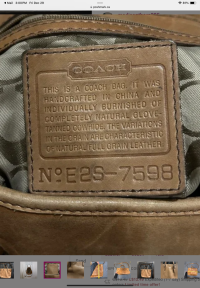 COACH
THIS IS A COACH BAG. IT WAS
HANDCRAFTED IN CHINA AND
INDIVIDUALLY FURNISHED OF
COMPLETELY NATURAL GLOVE-
TANNED COWHIDE. THE VARIATIONS
IN THE GRAIN ARE CHARACTERISTIC
OF NATURAL FULL GRAIN LEATHER.
Nº E2S-7598